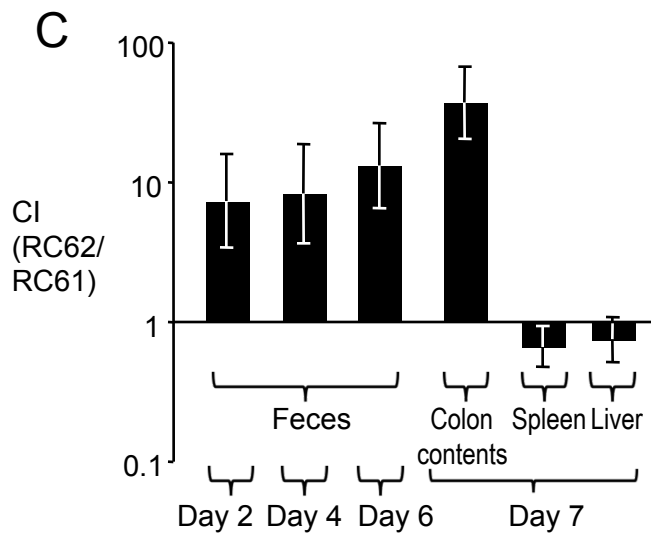 C
100
10
1
0.1
CI
(RC62/
RC61)
Feces
Colon
contents
Spleen
Liver
Day 2
Day 4
Day 6
Day 7